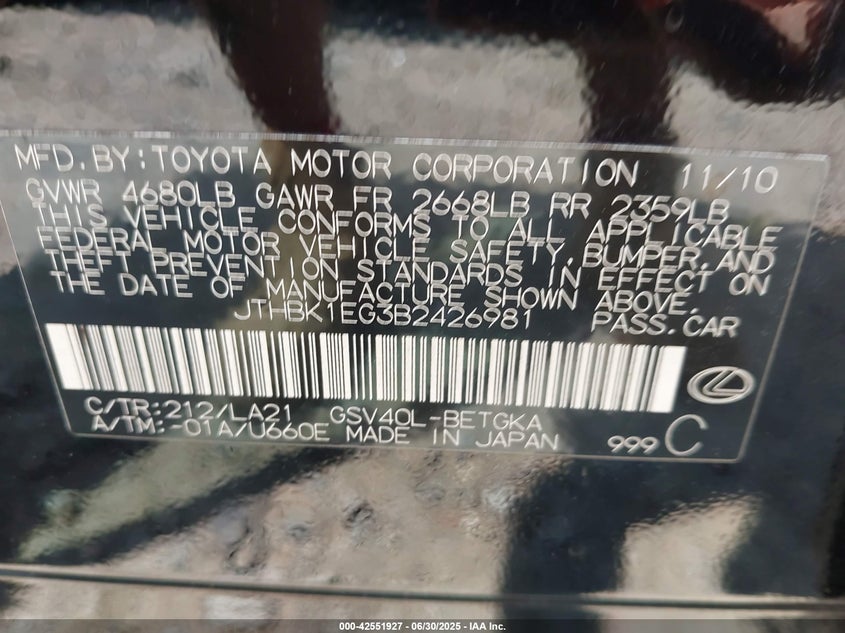 MFD.BY:TOYOTA MOTOR CORPORATION 11/10
GVWR 4680LB GAWR FR 2668LB RR 2359LB
THIS VEHICLE CONFORMS TO ALL APPLICABLE
FEDERAL MOTOR VEHICLE SAFETY,BUMPER,AND
THEFT PREVENTION STANDARDS IN EFFECT ON
THE DATE OF MANUFACTURE SHOWN ABOVE.
JTHBK1EG3B2426981 PASS.CAR
C/TR:212/LA21 GSV40L-BETGKA
A/TM:-01A/U660E MADE IN JAPAN 999 C
000-42551927 - 06/30/2025 - IAA Inc.